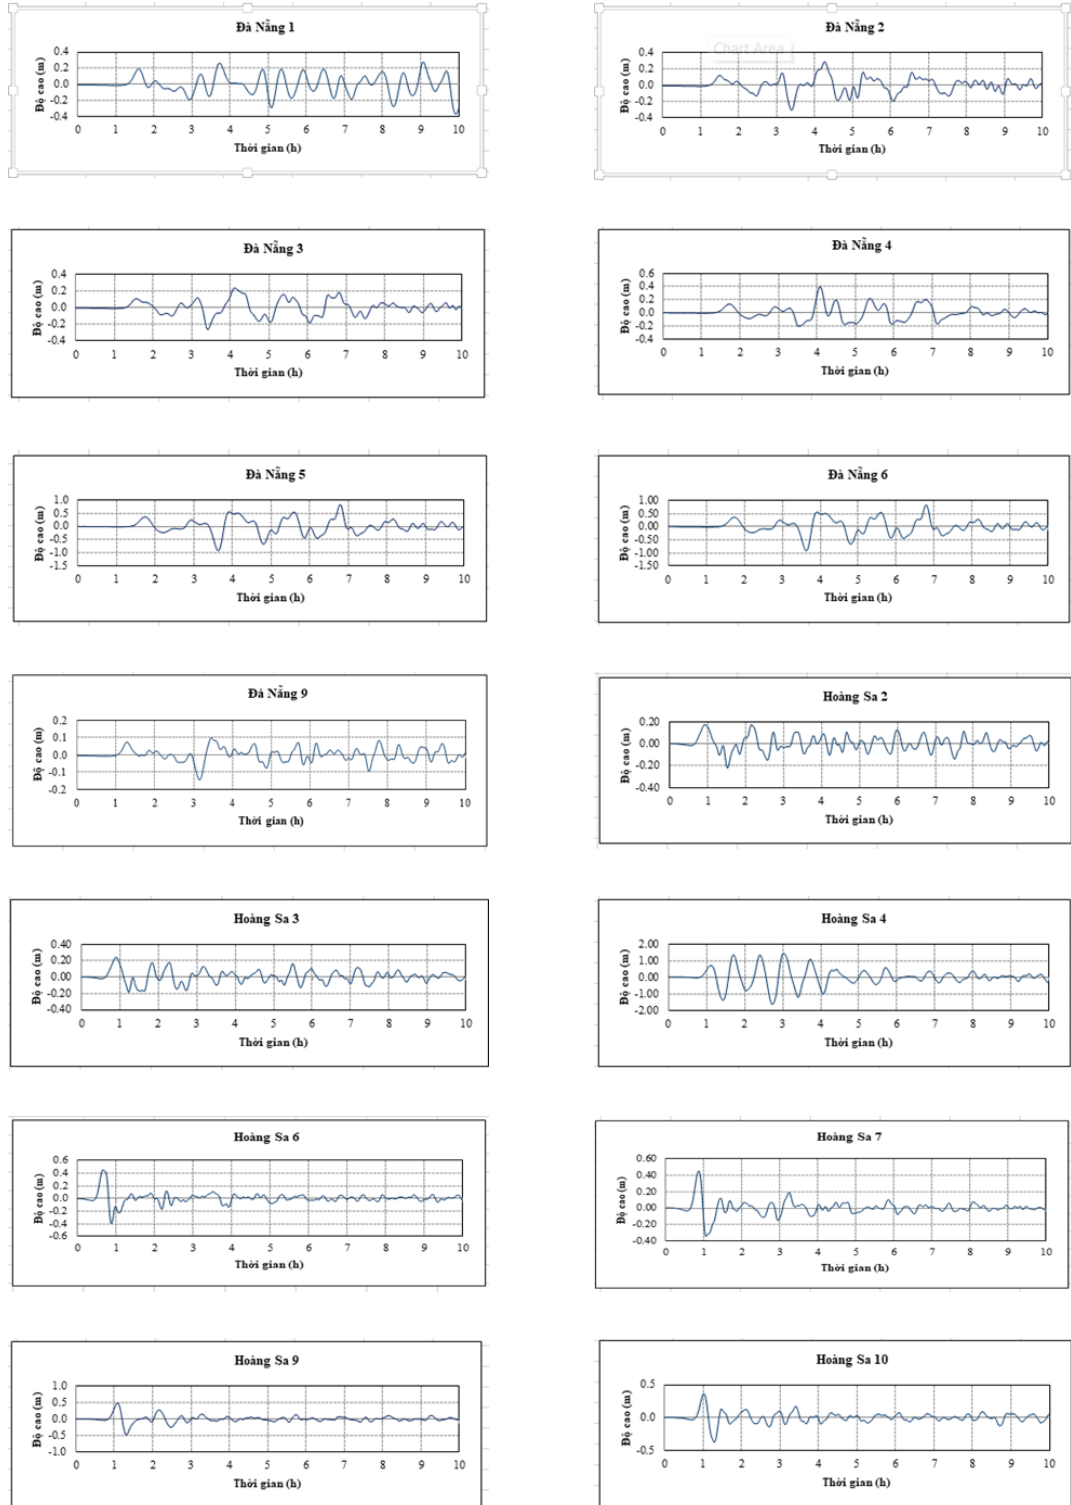 Đà Nẵng 1
Độ cao (m)
0.4
0.2
0.0
-0.2
-0.4
0 1 2 3 4 5 6 7 8 9 10
Thời gian (h)
Đà Nẵng 2
Chart Area
Độ cao (m)
0.4
0.2
0.0
-0.2
-0.4
0 1 2 3 4 5 6 7 8 9 10
Thời gian (h)
Đà Nẵng 3
Độ cao (m)
0.4
0.2
0.0
-0.2
-0.4
0 1 2 3 4 5 6 7 8 9 10
Thời gian (h)
Đà Nẵng 4
Độ cao (m)
0.6
0.4
0.2
0.0
-0.2
-0.4
0 1 2 3 4 5 6 7 8 9 10
Thời gian (h)
Đà Nẵng 5
Độ cao (m)
1.0
0.5
0.0
-0.5
-1.0
-1.5
0 1 2 3 4 5 6 7 8 9 10
Thời gian (h)
Đà Nẵng 6
Độ cao (m)
1.00
0.50
0.00
-0.50
-1.00
-1.50
0 1 2 3 4 5 6 7 8 9 10
Thời gian (h)
Đà Nẵng 9
Độ cao (m)
0.2
0.1
0.0
-0.1
-0.2
0 1 2 3 4 5 6 7 8 9 10
Thời gian (h)
Hoàng Sa 2
Độ cao (m)
0.20
0.00
-0.20
-0.40
0 1 2 3 4 5 6 7 8 9 10
Thời gian (h)
Hoàng Sa 3
Độ cao (m)
0.40
0.20
0.00
-0.20
-0.40
0 1 2 3 4 5 6 7 8 9 10
Thời gian (h)
Hoàng Sa 4
Độ cao (m)
2.00
1.00
0.00
-1.00
-2.00
0 1 2 3 4 5 6 7 8 9 10
Thời gian (h)
Hoàng Sa 6
Độ cao (m)
0.6
0.4
0.2
0.0
-0.2
-0.4
-0.6
0 1 2 3 4 5 6 7 8 9 10
Thời gian (h)
Hoàng Sa 7
Độ cao (m)
0.60
0.40
0.20
0.00
-0.20
-0.40
0 1 2 3 4 5 6 7 8 9 10
Thời gian (h)
Hoàng Sa 9
Độ cao (m)
1.0
0.5
0.0
-0.5
-1.0
0 1 2 3 4 5 6 7 8 9 10
Thời gian (h)
Hoàng Sa 10
Độ cao (m)
0.5
0.0
-0.5
0 1 2 3 4 5 6 7 8 9 10
Thời gian (h)